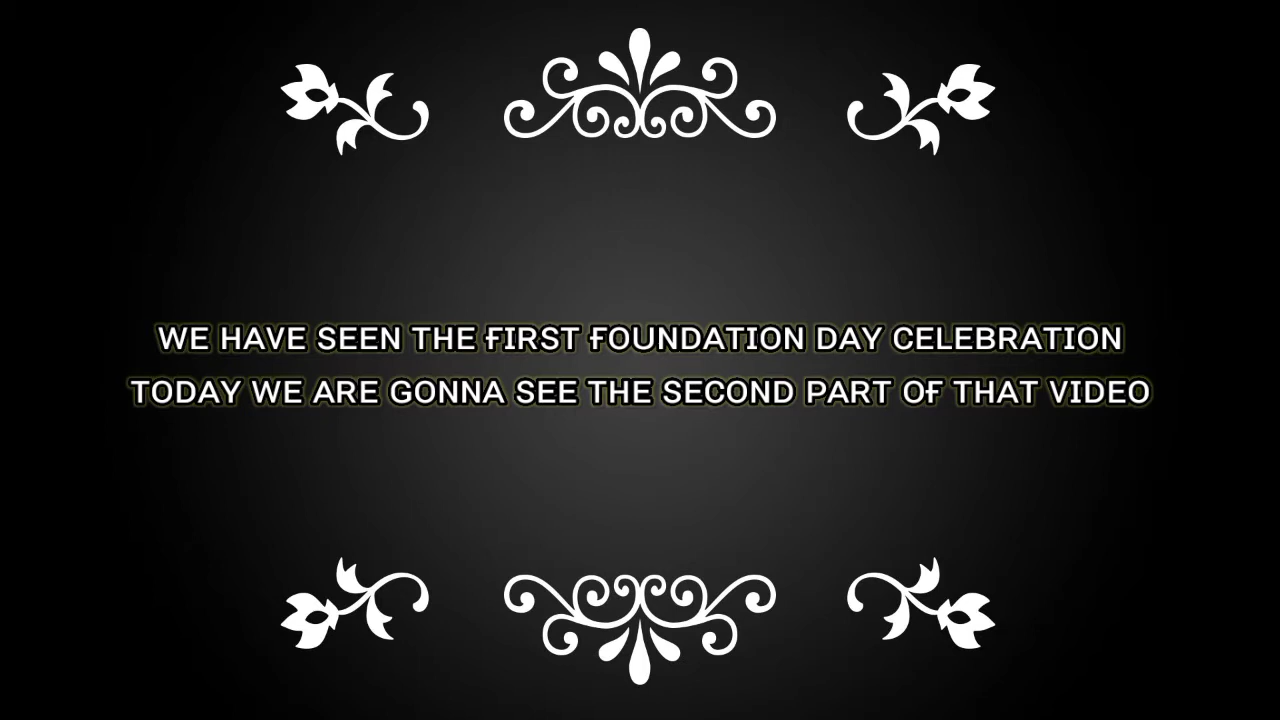 WE HAVE SEEN THE FIRST FOUNDATION DAY CELEBRATION
TODAY WE ARE GONNA SEE THE SECOND PART OF THAT VIDEO